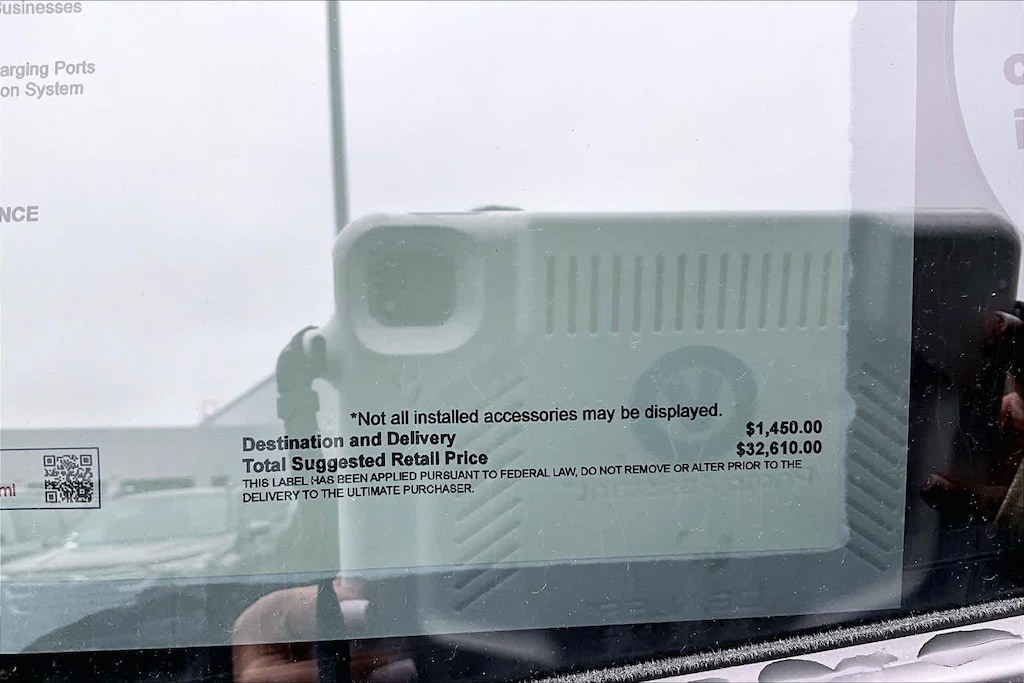 Businesses
arging Ports
on System
NCE
*Not all installed accessories may be displayed.
Destination and Delivery $1,450.00
Total Suggested Retail Price $32,610.00
THIS LABEL HAS BEEN APPLIED PURSUANT TO FEDERAL LAW, DO NOT REMOVE OR ALTER PRIOR TO THE
DELIVERY TO THE ULTIMATE PURCHASER.
ml